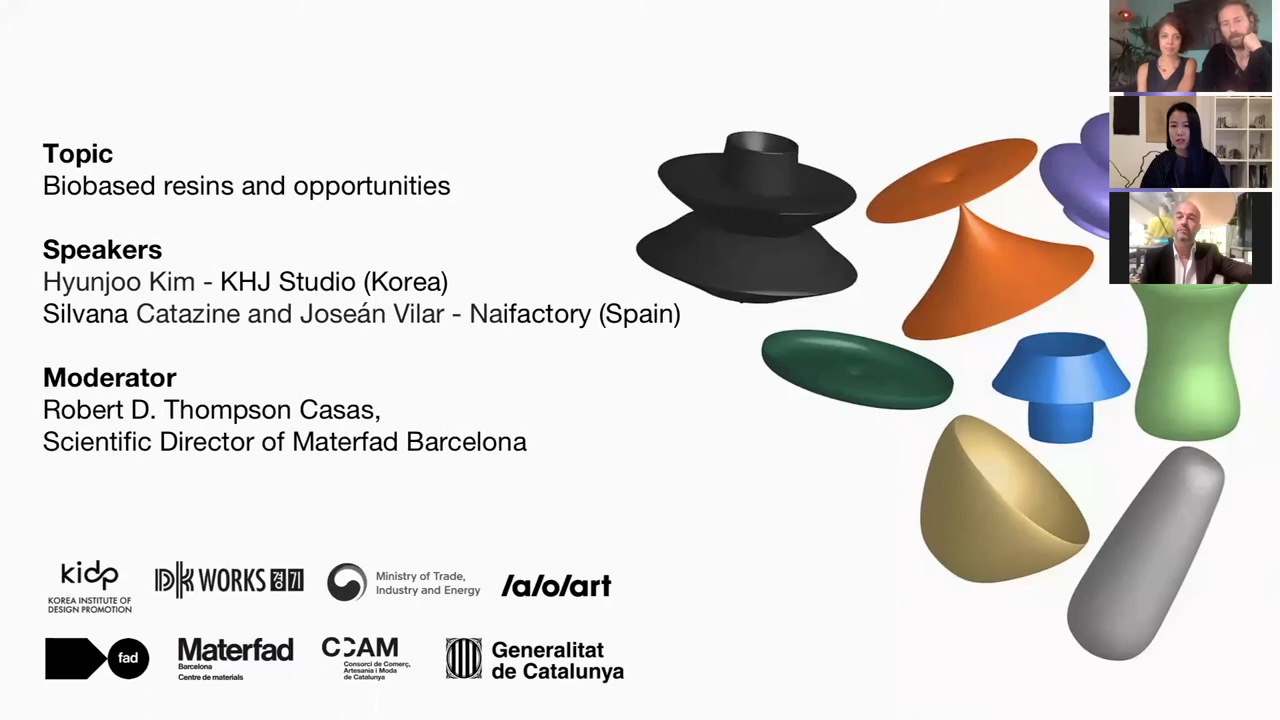 Topic
Biobased resins and opportunities
Speakers
Hyunjoo Kim - KHJ Studio (Korea)
Silvana Catazine and Joseán Vilar - Naifactory (Spain)
Moderator
Robert D. Thompson Casas,
Scientific Director of Materfad Barcelona
kidp
KOREA INSTITUTE OF
DESIGN PROMOTION
DK WORKS 경기
Ministry of Trade,
Industry and Energy
/a/o/art
fad
Materfad
Barcelona
Centre de materials
CCAM
Consorci de Comerç,
Artesania i Moda
de Catalunya
Generalitat
de Catalunya